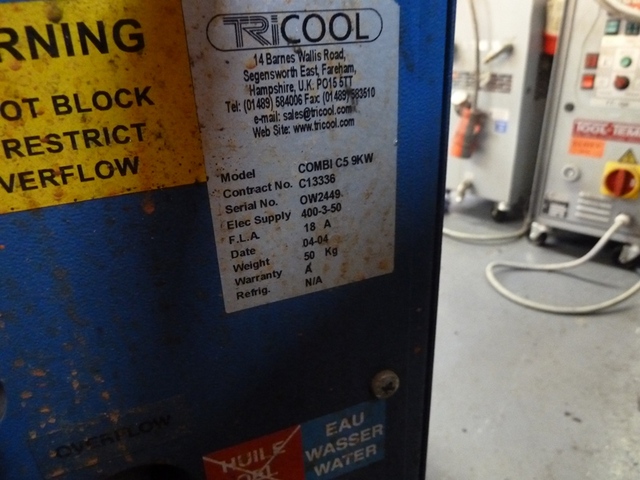 RNING
OT BLOCK
RESTRICT
VERFLOW
TRiCOOL
14 Barnes Wallis Road,
Segensworth East, Fareham,
Hampshire, U.K. PO15 5TT
Tel: (01489) 584006 Fax: (01489) 583510
e-mail: sales@tricool.com
Web Site: www.tricool.com
Model COMBI C5 9KW
Contract No. C13336
Serial No. OW2449
Elec Supply 400-3-50
F.L.A. 18 A
Date 04-04
Weight 50 Kg
Warranty A
Refrig. N/A
OVERFLOW
HUILE
OEL
EAU
WASSER
WATER